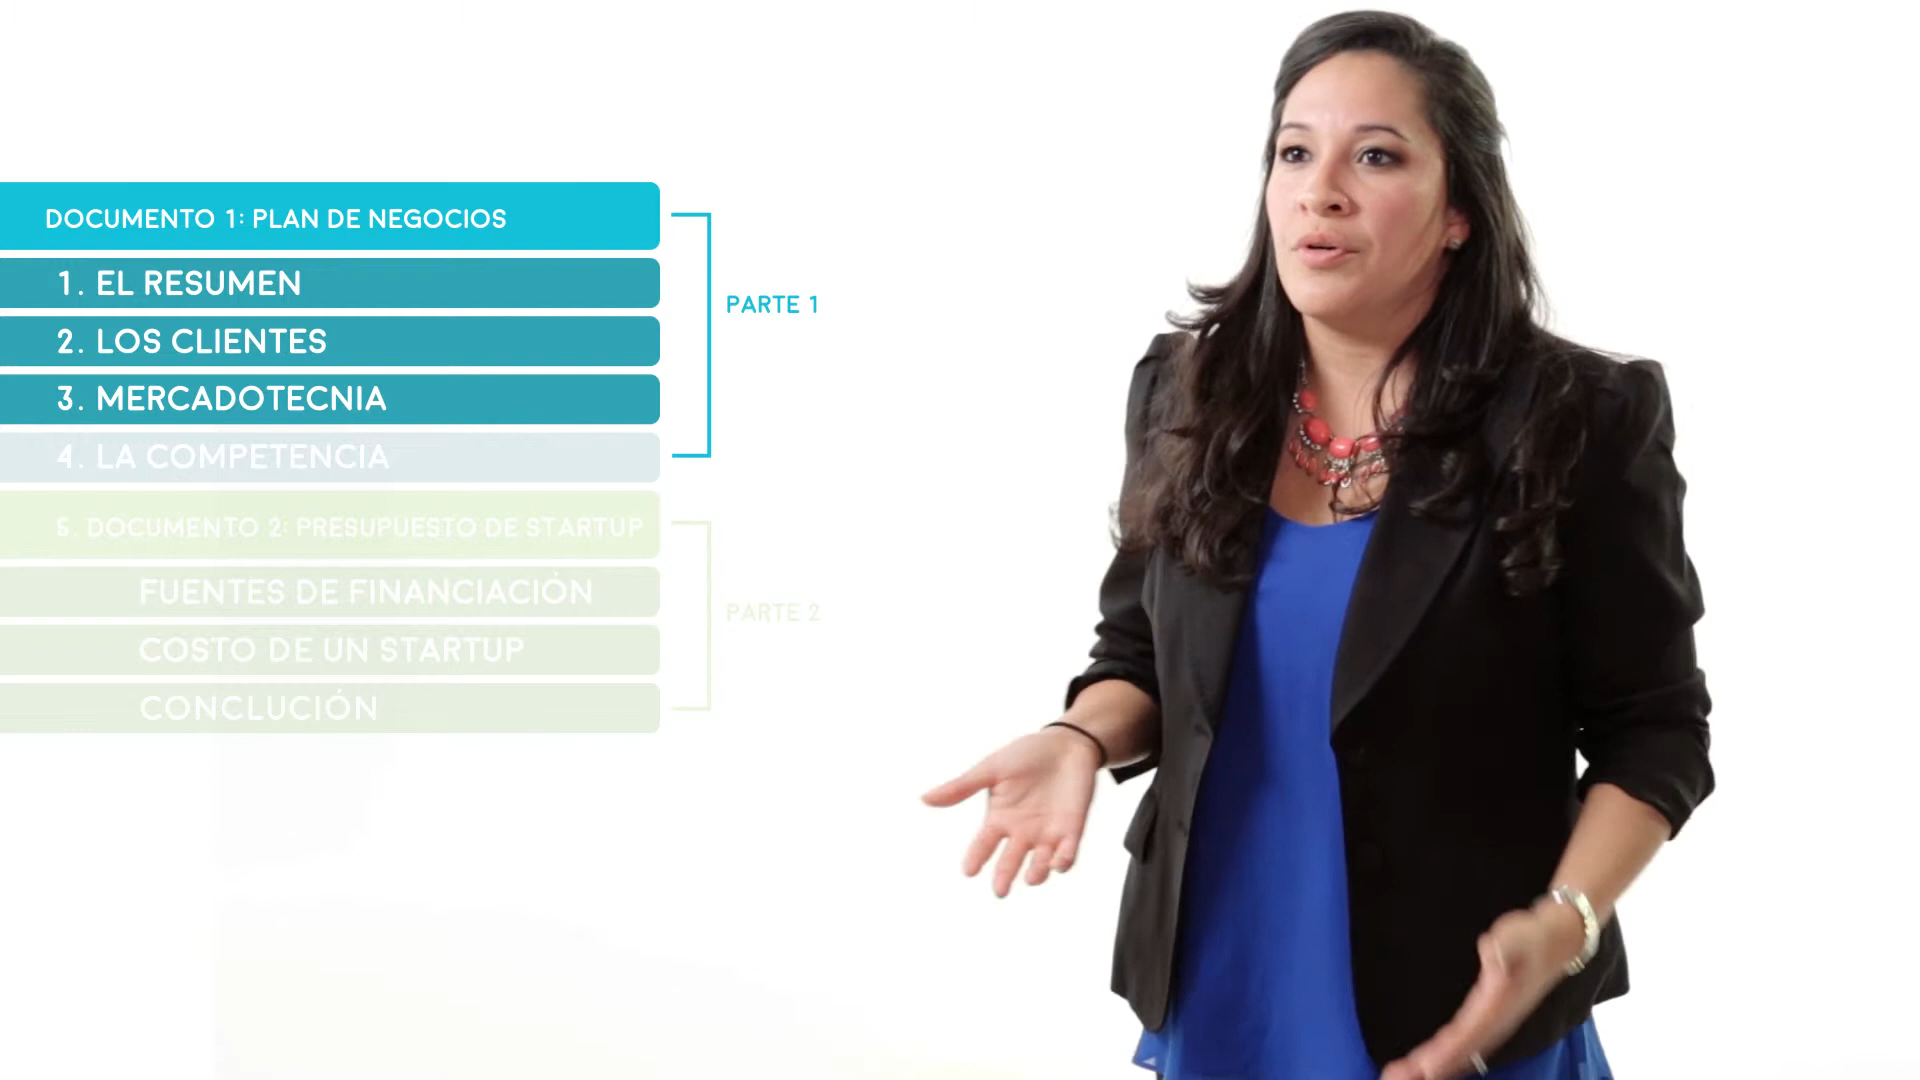 DOCUMENTO 1: PLAN DE NEGOCIOS
1. EL RESUMEN
2. LOS CLIENTES
3. MERCADOTECNIA
4. LA COMPETENCIA
PARTE 1
5. DOCUMENTO 2: PRESUPUESTO DE STARTUP
FUENTES DE FINANCIACIÓN
COSTO DE UN STARTUP
CONCLUCIÓN
PARTE 2